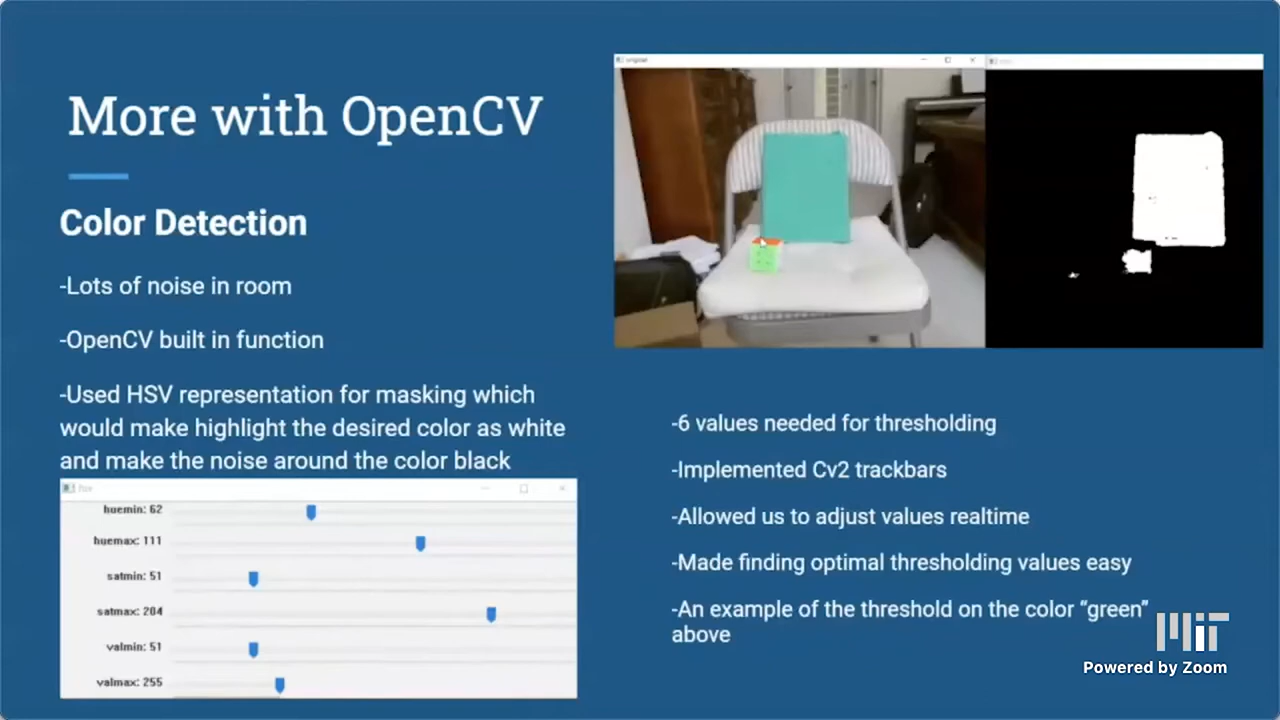 More with OpenCV
Color Detection
-Lots of noise in room
-OpenCV built in function
-Used HSV representation for masking which
would make highlight the desired color as white
and make the noise around the color black
huemin: 62
huemax: 111
satmin: 51
satmax: 204
valmin: 51
valmax: 255
original
-6 values needed for thresholding
-Implemented Cv2 trackbars
-Allowed us to adjust values realtime
-Made finding optimal thresholding values easy
-An example of the threshold on the color “green”
above
MIT
Powered by Zoom